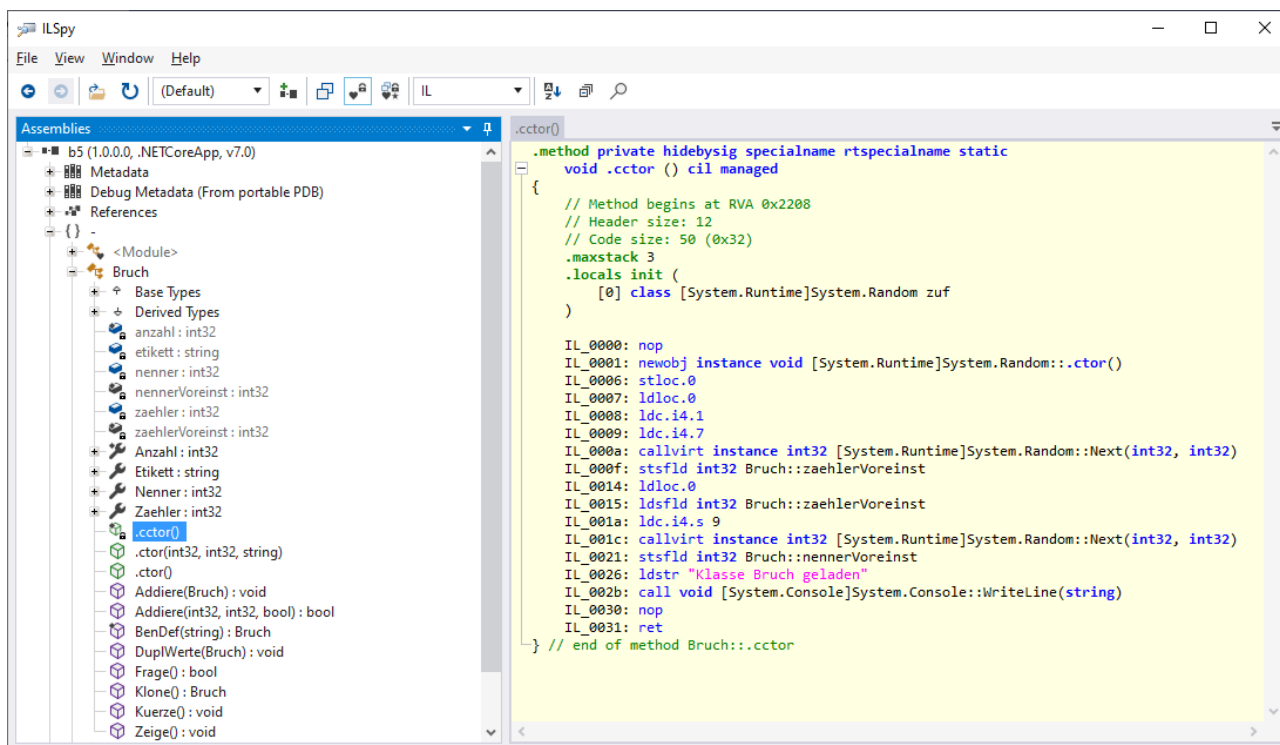 ILSpy
File View Window Help
(Default) IL
Assemblies
b5 (1.0.0.0, .NETCoreApp, v7.0)
Metadata
Debug Metadata (From portable PDB)
References
{ } -
<Module>
Bruch
Base Types
Derived Types
anzahl : int32
etikett : string
nenner : int32
nennerVoreinst : int32
zaehler : int32
zaehlerVoreinst : int32
Anzahl : int32
Etikett : string
Nenner : int32
Zaehler : int32
.cctor()
.ctor(int32, int32, string)
.ctor()
Addiere(Bruch) : void
Addiere(int32, int32, bool) : bool
BenDef(string) : Bruch
DuplWerte(Bruch) : void
Frage() : bool
Klone() : Bruch
Kuerze() : void
Zeige() : void
.cctor()
.method private hidebysig specialname rtspecialname static
void .cctor () cil managed
{
// Method begins at RVA 0x2208
// Header size: 12
// Code size: 50 (0x32)
.maxstack 3
.locals init (
[0] class [System.Runtime]System.Random zuf
)
IL_0000: nop
IL_0001: newobj instance void [System.Runtime]System.Random::.ctor()
IL_0006: stloc.0
IL_0007: ldloc.0
IL_0008: ldc.i4.1
IL_0009: ldc.i4.7
IL_000a: callvirt instance int32 [System.Runtime]System.Random::Next(int32, int32)
IL_000f: stsfld int32 Bruch::zaehlerVoreinst
IL_0014: ldloc.0
IL_0015: ldsfld int32 Bruch::zaehlerVoreinst
IL_001a: ldc.i4.s 9
IL_001c: callvirt instance int32 [System.Runtime]System.Random::Next(int32, int32)
IL_0021: stsfld int32 Bruch::nennerVoreinst
IL_0026: ldstr "Klasse Bruch geladen"
IL_002b: call void [System.Console]System.Console::WriteLine(string)
IL_0030: nop
IL_0031: ret
} // end of method Bruch::.cctor